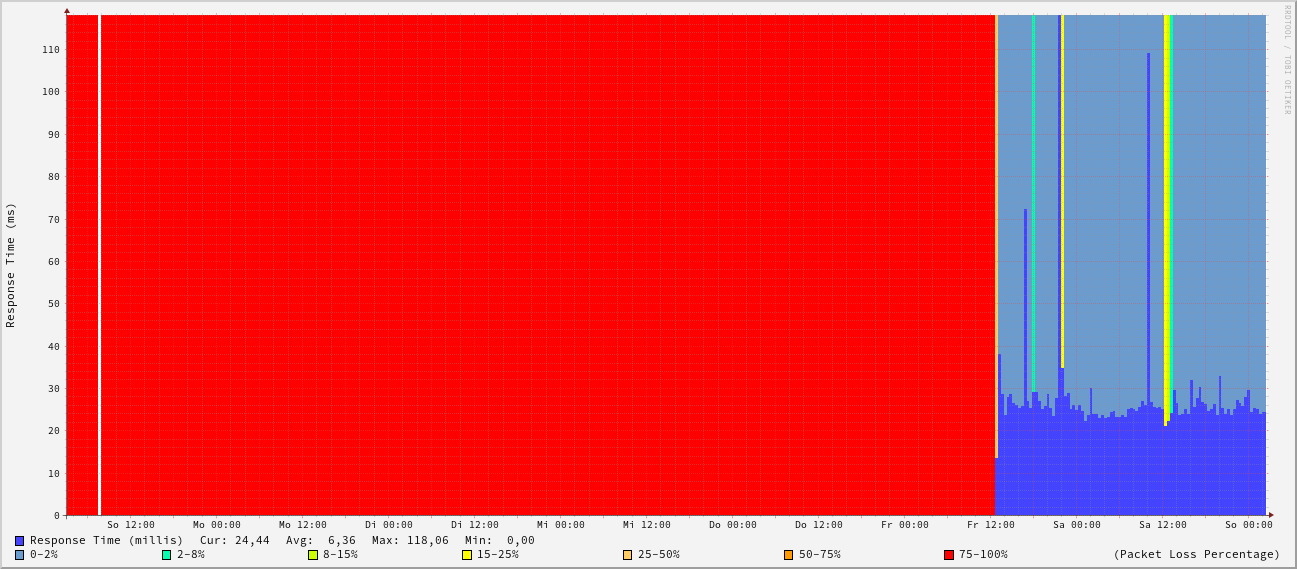 RRDTOOL / TOBI OETIKER
Response Time (ms)
110
100
90
80
70
60
50
40
30
20
10
0
So 12:00 Mo 00:00 Mo 12:00 Di 00:00 Di 12:00 Mi 00:00 Mi 12:00 Do 00:00 Do 12:00 Fr 00:00 Fr 12:00 Sa 00:00 Sa 12:00 So 00:00
Response Time (millis) Cur: 24,44 Avg: 6,36 Max: 118,06 Min: 0,00
0-2% 2-8% 8-15% 15-25% 25-50% 50-75% 75-100% (Packet Loss Percentage)